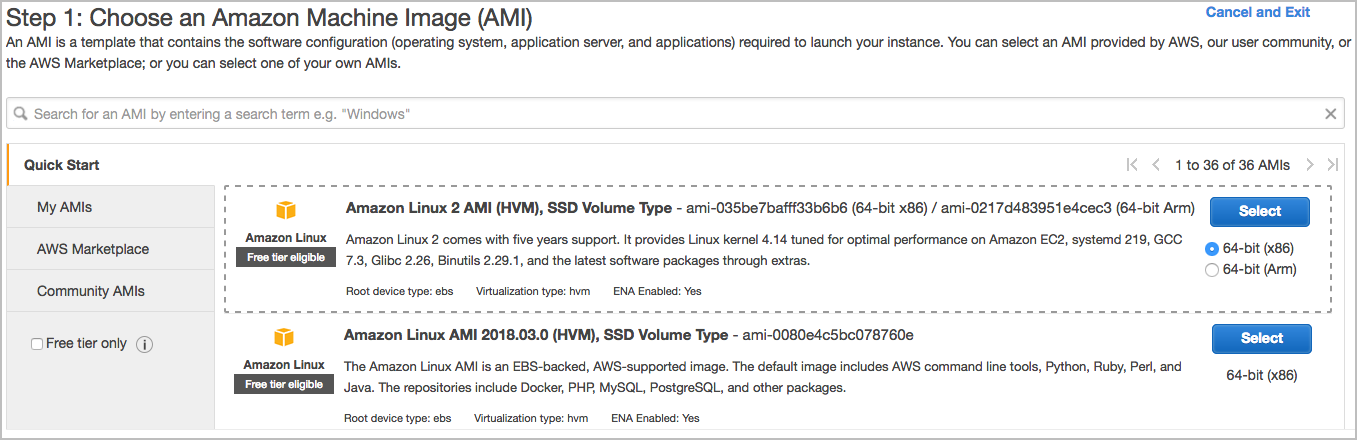 Step 1: Choose an Amazon Machine Image (AMI)
Cancel and Exit
An AMI is a template that contains the software configuration (operating system, application server, and applications) required to launch your instance. You can select an AMI provided by AWS, our user community, or
the AWS Marketplace; or you can select one of your own AMIs.
Search for an AMI by entering a search term e.g. "Windows"
Quick Start
1 to 36 of 36 AMIs
My AMIs
AWS Marketplace
Community AMIs
Free tier only
Amazon Linux
Free tier eligible
Amazon Linux 2 AMI (HVM), SSD Volume Type - ami-035be7bafff33b6b6 (64-bit x86) / ami-0217d483951e4cec3 (64-bit Arm)
Amazon Linux 2 comes with five years support. It provides Linux kernel 4.14 tuned for optimal performance on Amazon EC2, systemd 219, GCC
7.3, Glibc 2.26, Binutils 2.29.1, and the latest software packages through extras.
Root device type: ebs Virtualization type: hvm ENA Enabled: Yes
Select
64-bit (x86)
64-bit (Arm)
Amazon Linux
Free tier eligible
Amazon Linux AMI 2018.03.0 (HVM), SSD Volume Type - ami-0080e4c5bc078760e
The Amazon Linux AMI is an EBS-backed, AWS-supported image. The default image includes AWS command line tools, Python, Ruby, Perl, and
Java. The repositories include Docker, PHP, MySQL, PostgreSQL, and other packages.
Root device type: ebs Virtualization type: hvm ENA Enabled: Yes
Select
64-bit (x86)